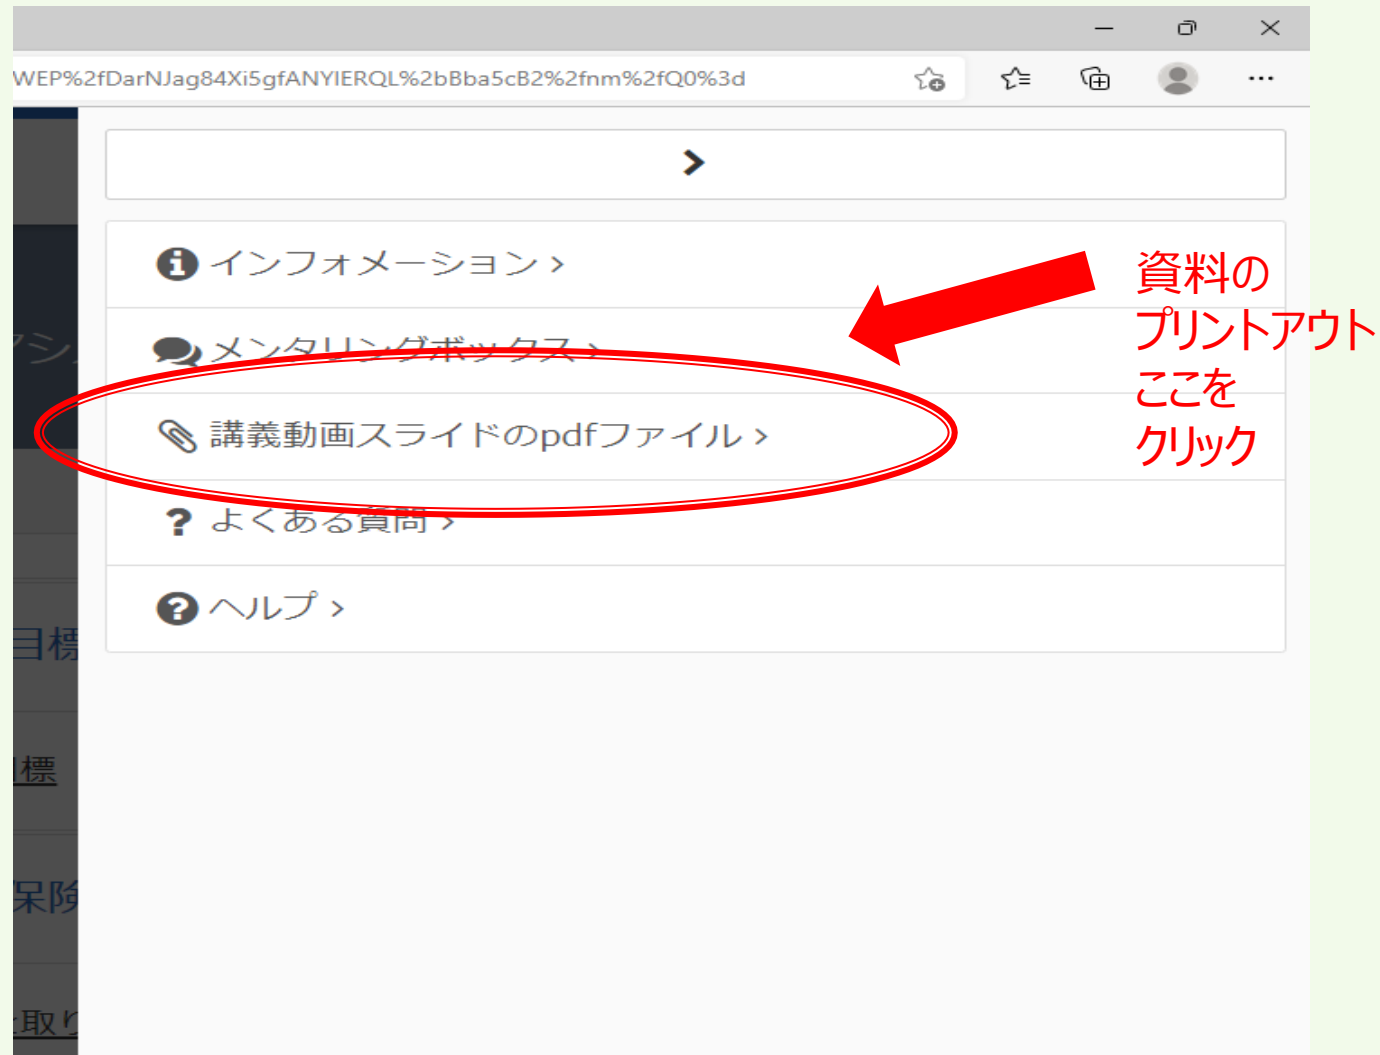 WEP%2fDarNJag84Xi5gfANYIERQL%2bBba5cB2%2fnm%2fQ0%3d
インフォメーション >
メンタリングボックス >
講義動画スライドのpdfファイル >
よくある質問 >
ヘルプ >
資料の
プリントアウト
ここを
クリック
目標
標
保険
取り